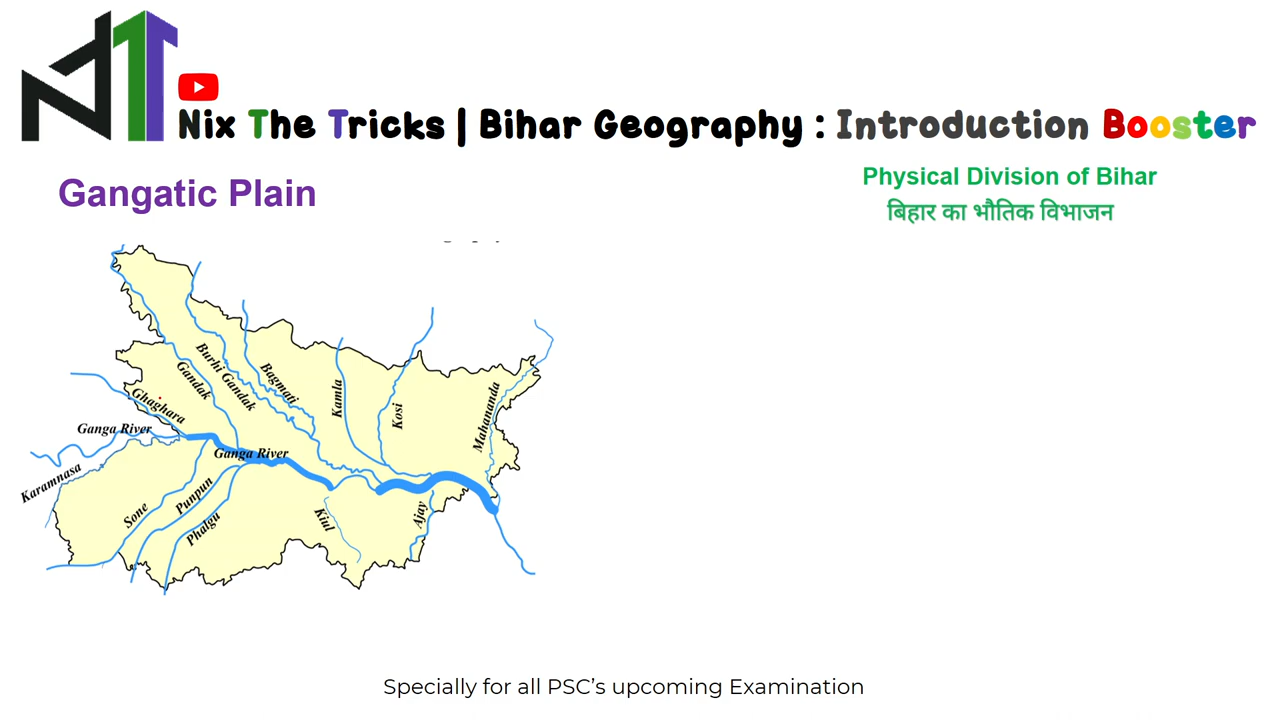 Nix The Tricks | Bihar Geography : Introduction Booster
Gangatic Plain
Physical Division of Bihar
बिहार का भौतिक विभाजन
Gandak
Burhi Gandak
Bagmati
Kamla
Kosi
Mahananda
Ghaghara
Ganga River
Ganga River
Karamnasa
Sone
Punpun
Phalgu
Kiul
Ajay
Specially for all PSC's upcoming Examination